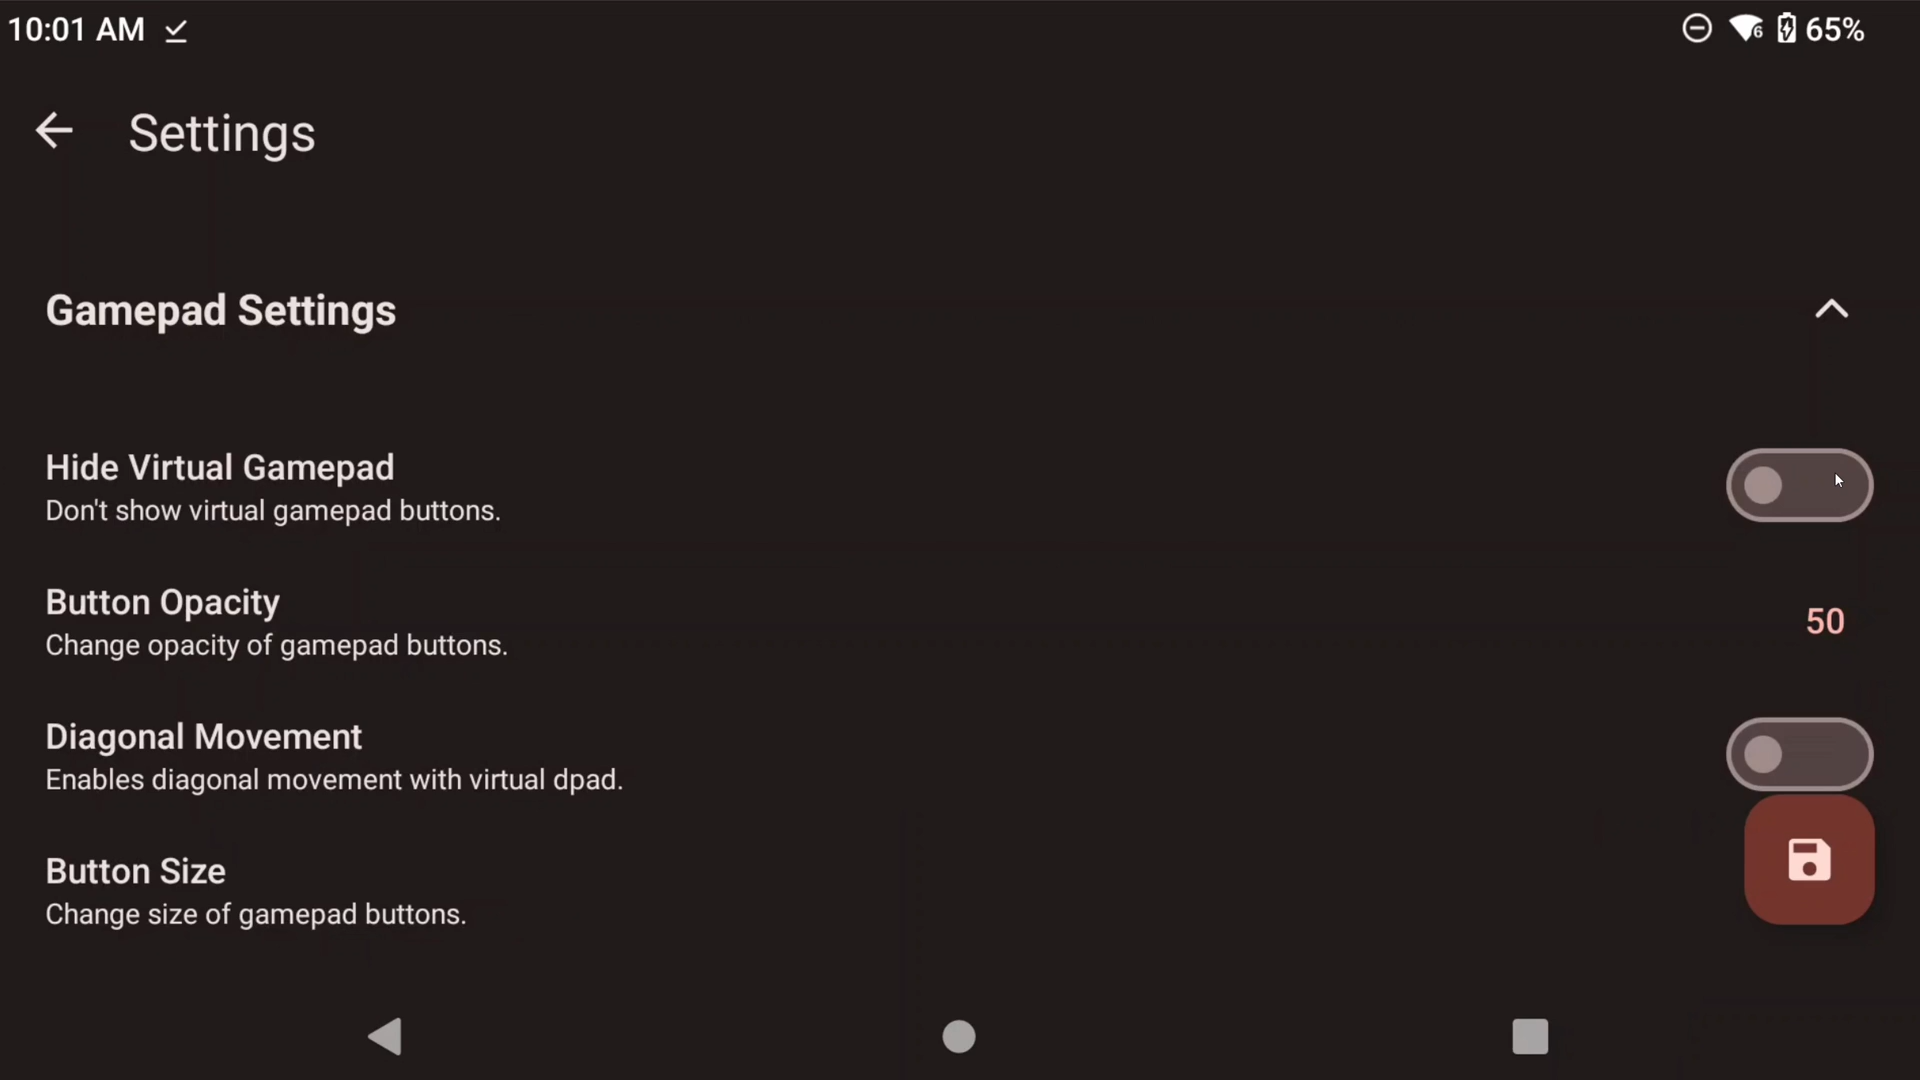 10:01 AM
6
65%
Settings
Gamepad Settings
Hide Virtual Gamepad
Don't show virtual gamepad buttons.
Button Opacity
Change opacity of gamepad buttons.
50
Diagonal Movement
Enables diagonal movement with virtual dpad.
Button Size
Change size of gamepad buttons.